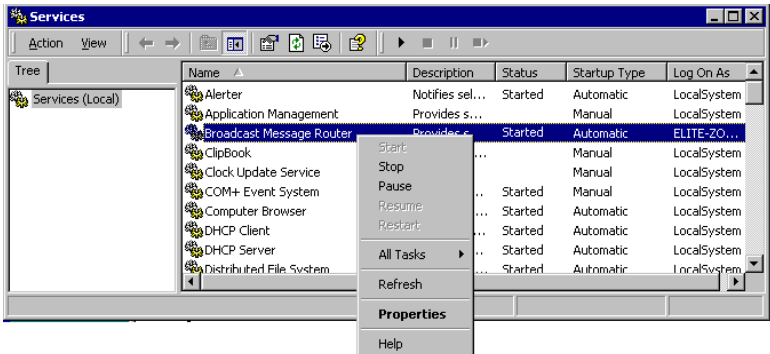 Services
Action View
Tree
Services (Local)
Name Description Status Startup Type Log On As
Alerter Notifies sel... Started Automatic LocalSystem
Application Management Provides s... Manual LocalSystem
Broadcast Message Router Provides s Started Automatic ELITE-ZO...
ClipBook ... Manual LocalSystem
Clock Update Service Manual LocalSystem
COM+ Event System .. Started Manual LocalSystem
Computer Browser ... Started Automatic LocalSystem
DHCP Client ... Started Automatic LocalSystem
DHCP Server .. Started Automatic LocalSystem
Distributed File System ... Started Automatic LocalSystem
Start
Stop
Pause
Resume
Restart
All Tasks
Refresh
Properties
Help